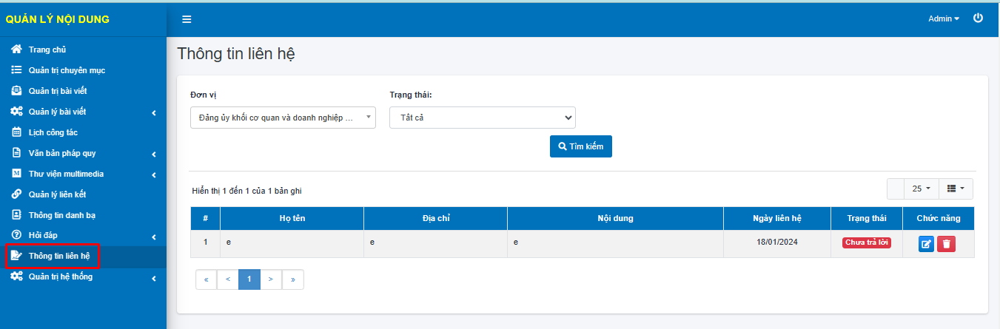 QUẢN LÝ NỘI DUNG
Admin
Trang chủ
Quản trị chuyên mục
Quản trị bài viết
Quản lý bài viết
Lịch công tác
Văn bản pháp quy
Thư viện multimedia
Quản lý liên kết
Thông tin danh bạ
Hỏi đáp
Thông tin liên hệ
Quản trị hệ thống
Thông tin liên hệ
Đơn vị Trạng thái:
Đảng ủy khối cơ quan và doanh nghiệp ... Tất cả
Tìm kiếm
Hiển thị 1 đến 1 của 1 bản ghi 25
# Họ tên Địa chỉ Nội dung Ngày liên hệ Trạng thái Chức năng
1 e e e 18/01/2024 Chưa trả lời
« < 1 > »